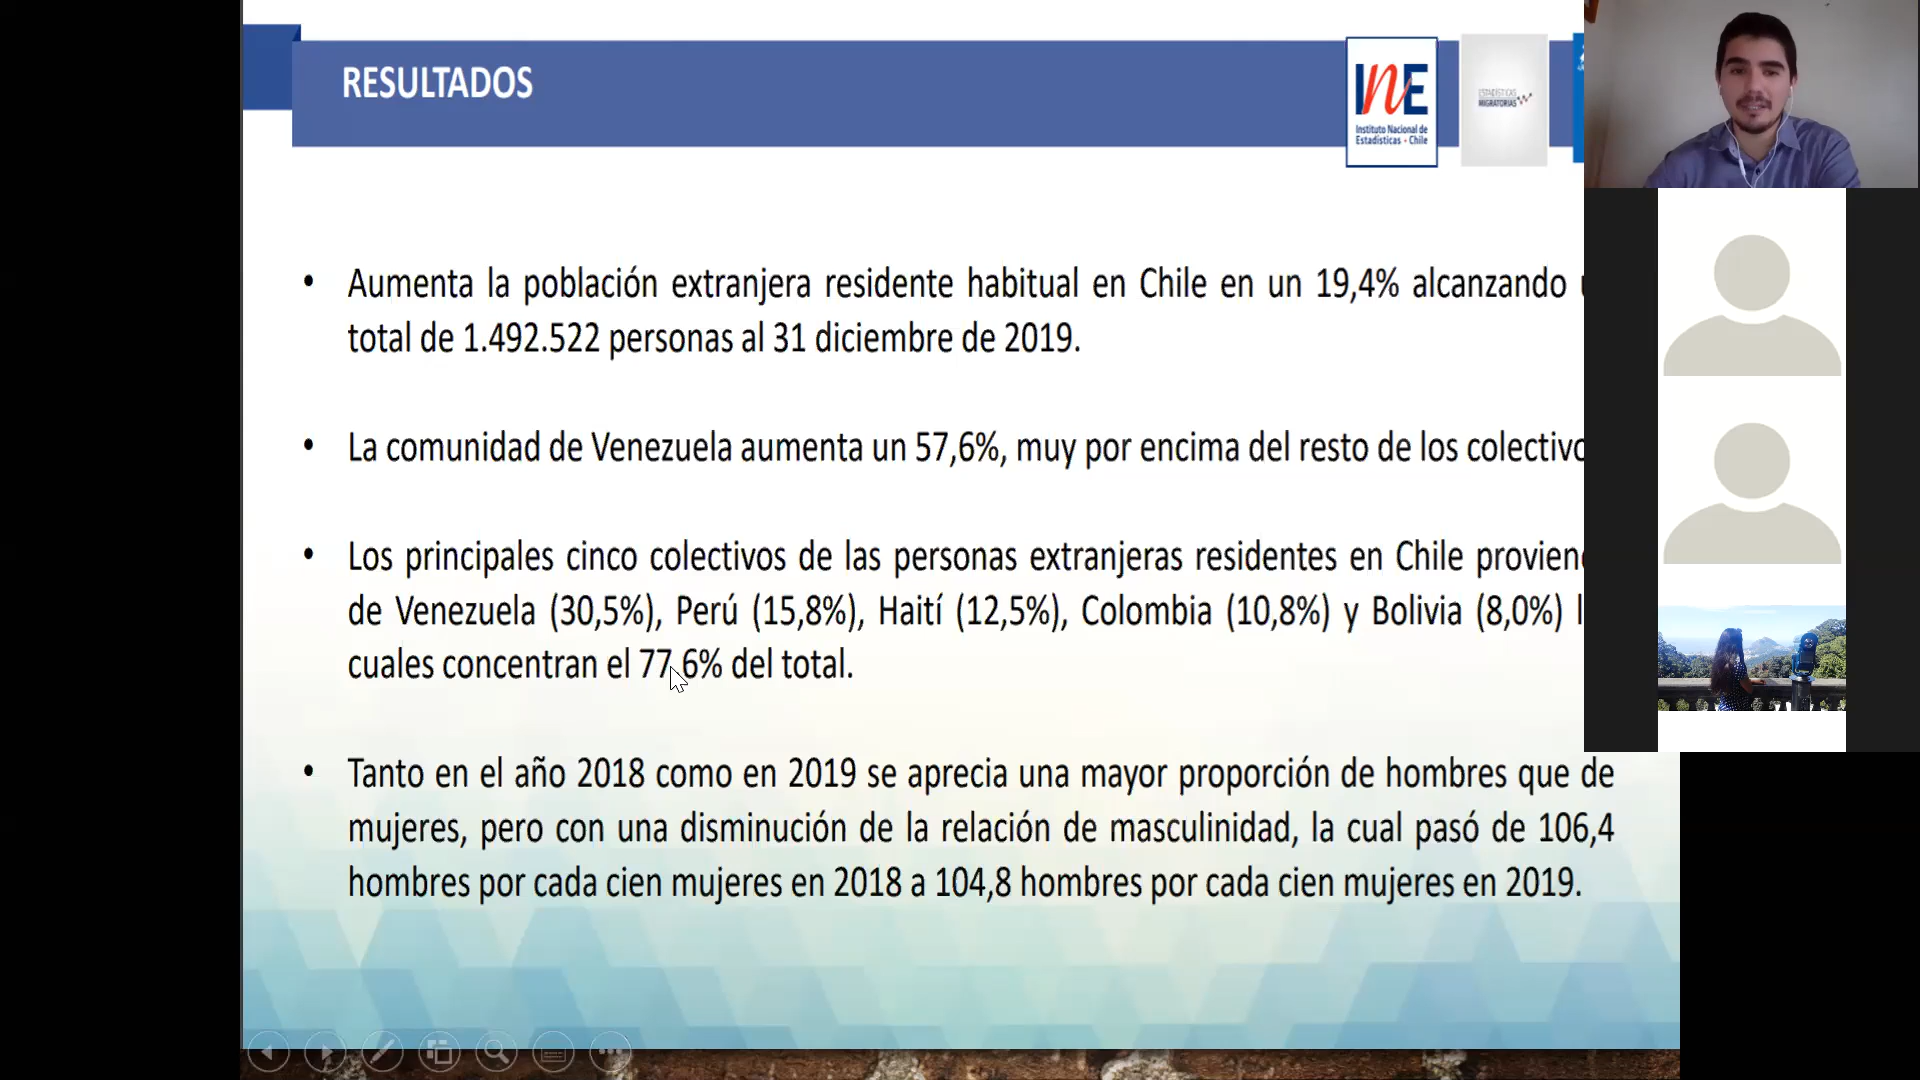 RESULTADOS
INE
Instituto Nacional de
Estadísticas - Chile
ESTADÍSTICAS
MIGRATORIAS
• Aumenta la población extranjera residente habitual en Chile en un 19,4% alcanzando
total de 1.492.522 personas al 31 diciembre de 2019.
• La comunidad de Venezuela aumenta un 57,6%, muy por encima del resto de los colectivo
• Los principales cinco colectivos de las personas extranjeras residentes en Chile provien
de Venezuela (30,5%), Perú (15,8%), Haití (12,5%), Colombia (10,8%) y Bolivia (8,0%)
cuales concentran el 77,6% del total.
• Tanto en el año 2018 como en 2019 se aprecia una mayor proporción de hombres que de
mujeres, pero con una disminución de la relación de masculinidad, la cual pasó de 106,4
hombres por cada cien mujeres en 2018 a 104,8 hombres por cada cien mujeres en 2019.